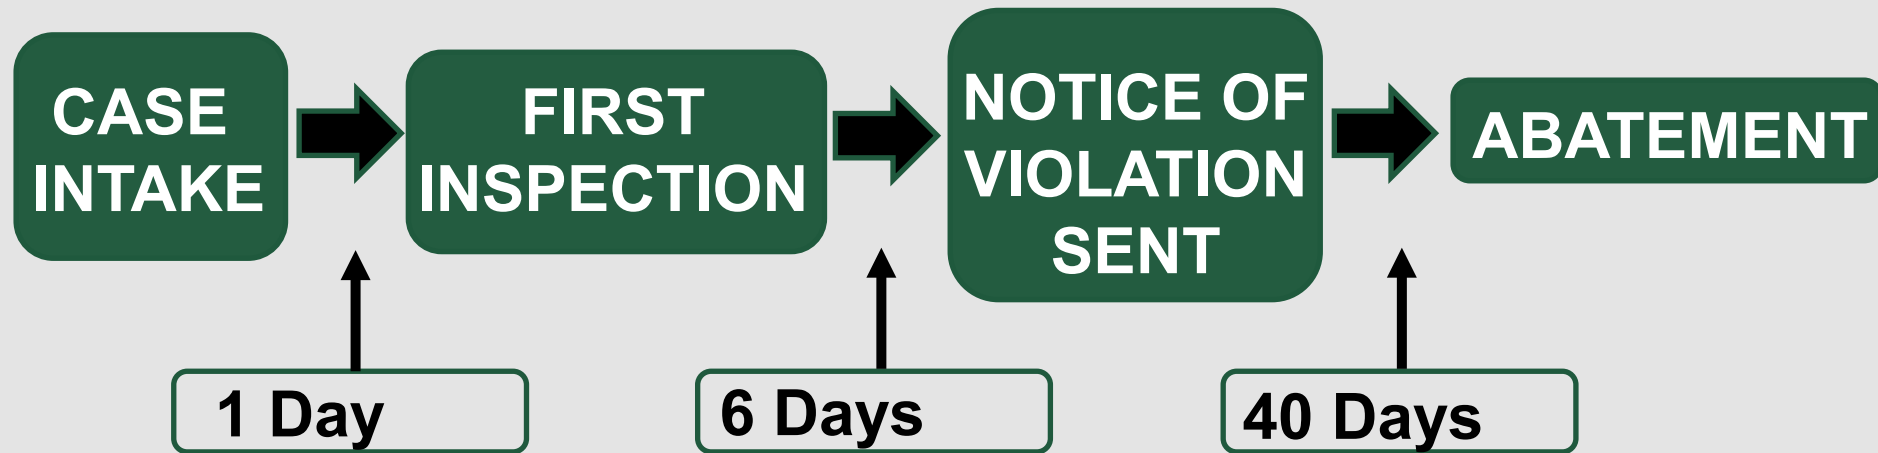 CASE
INTAKE
FIRST
INSPECTION
NOTICE OF
VIOLATION
SENT
ABATEMENT
1 Day
6 Days
40 Days